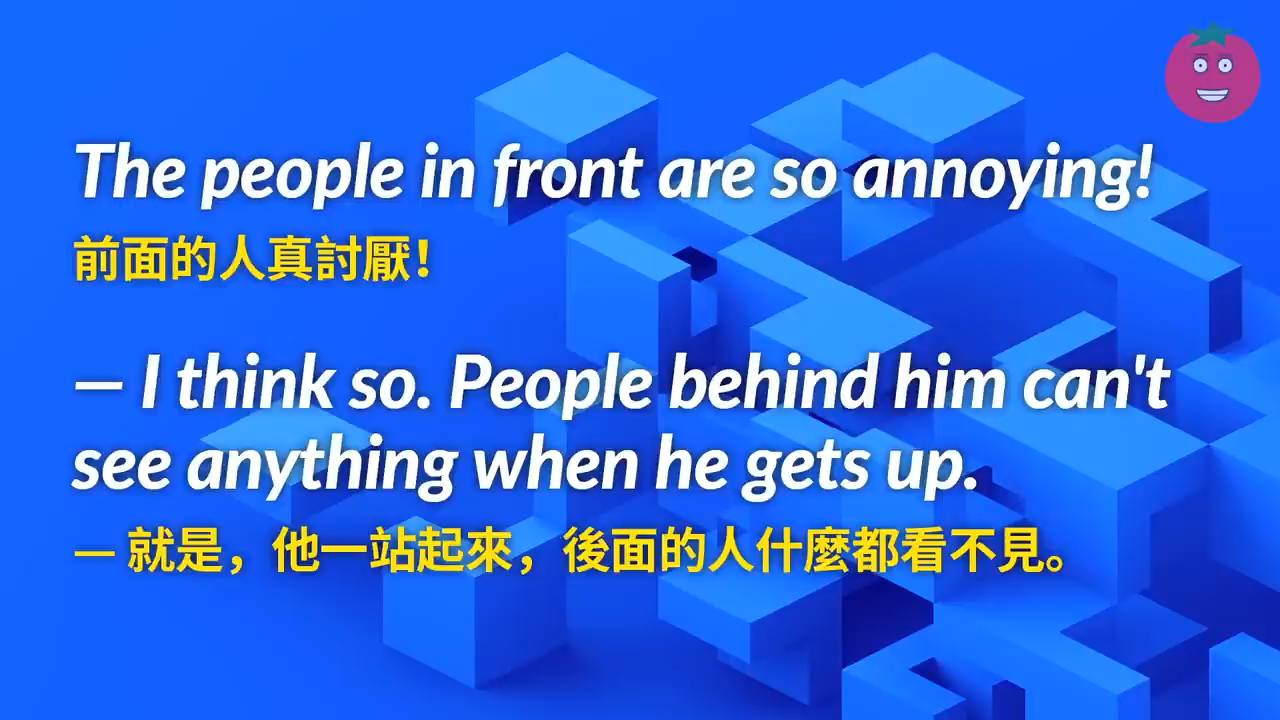 The people in front are so annoying!
前面的人真討厭！
— I think so. People behind him can't
see anything when he gets up.
— 就是，他一站起來，後面的人什麼都看不見。